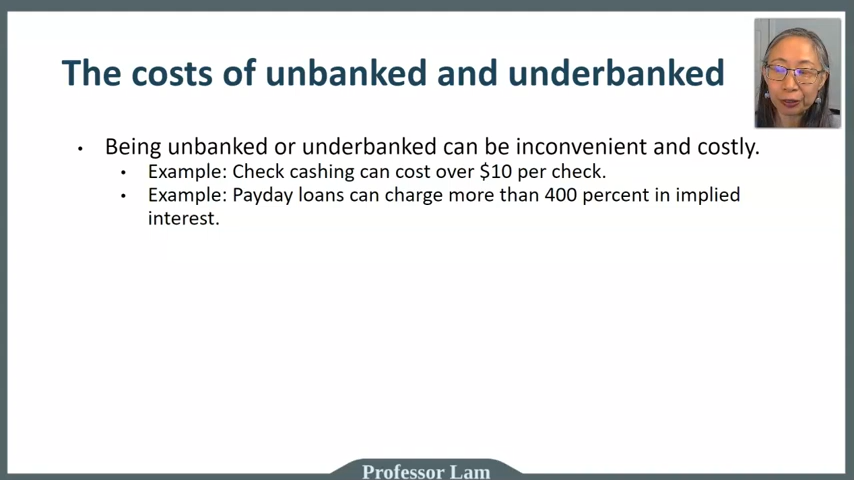 The costs of unbanked and underbanked
• Being unbanked or underbanked can be inconvenient and costly.
• Example: Check cashing can cost over $10 per check.
• Example: Payday loans can charge more than 400 percent in implied
interest.
Professor Lam